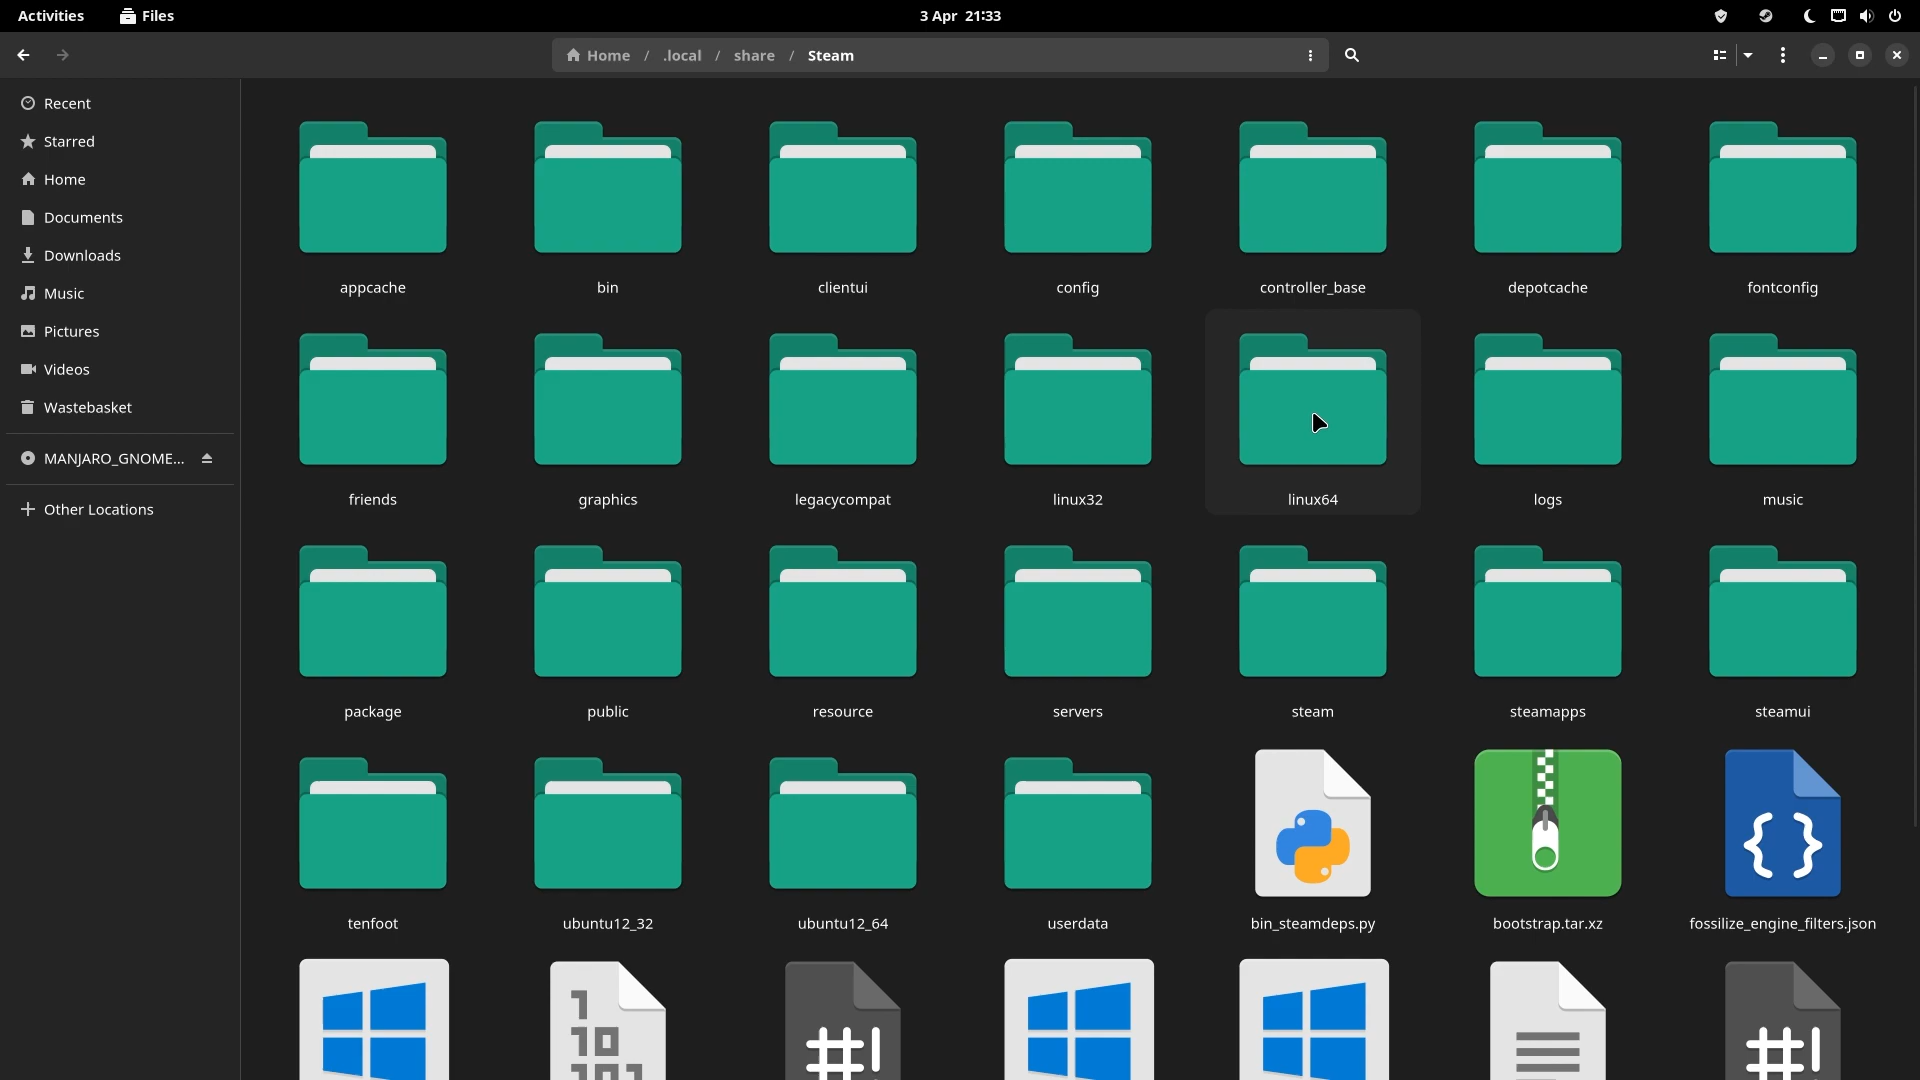 Activities Files 3 Apr 21:33
Home / .local / share / Steam
Recent
Starred
Home
Documents
Downloads
Music
Pictures
Videos
Wastebasket
MANJARO_GNOME...
Other Locations
appcache bin clientui config controller_base depotcache fontconfig
friends graphics legacycompat linux32 linux64 logs music
package public resource servers steam steamapps steamui
tenfoot ubuntu12_32 ubuntu12_64 userdata bin_steamdeps.py bootstrap.tar.xz fossilize_engine_filters.json